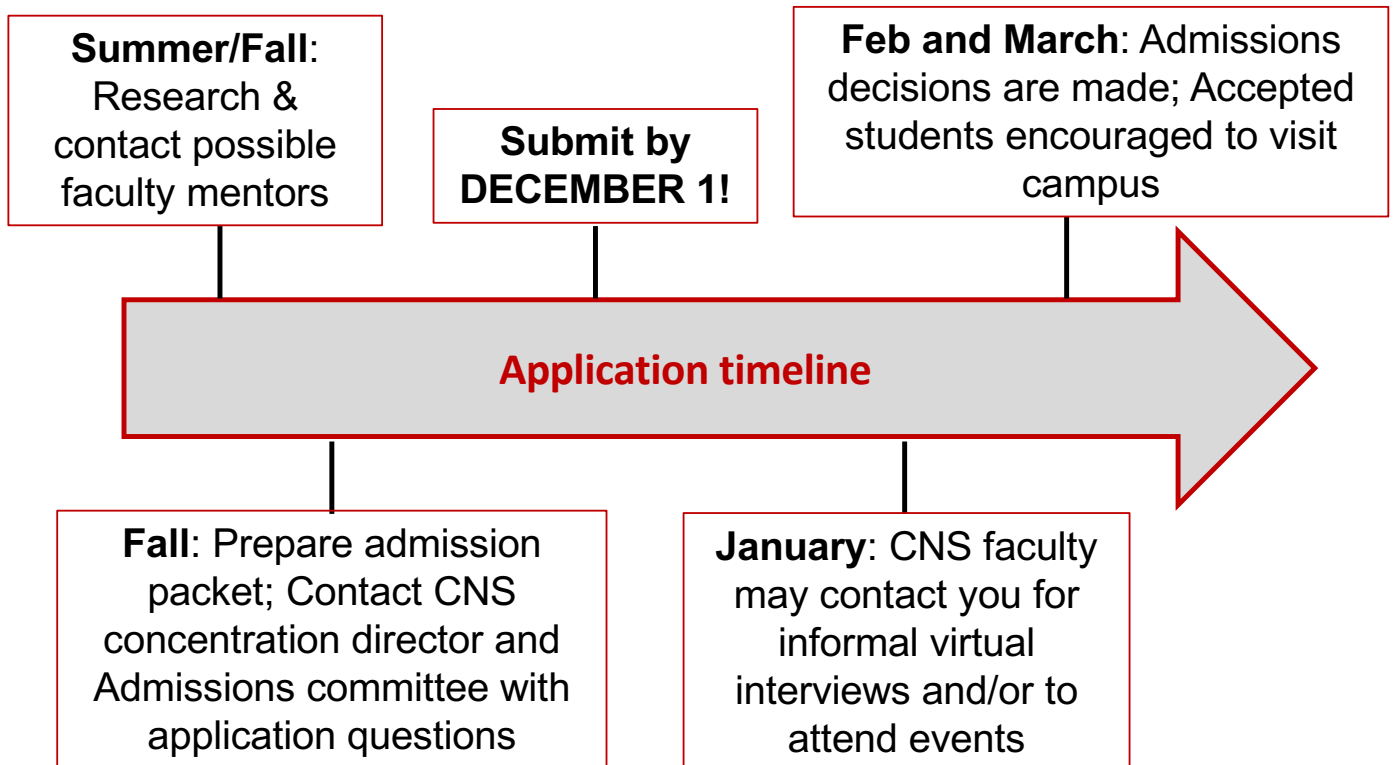 Summer/Fall:
Research &
contact possible
faculty mentors
Submit by
DECEMBER 1!
Feb and March: Admissions
decisions are made; Accepted
students encouraged to visit
campus
Application timeline
Fall: Prepare admission
packet; Contact CNS
concentration director and
Admissions committee with
application questions
January: CNS faculty
may contact you for
informal virtual
interviews and/or to
attend events